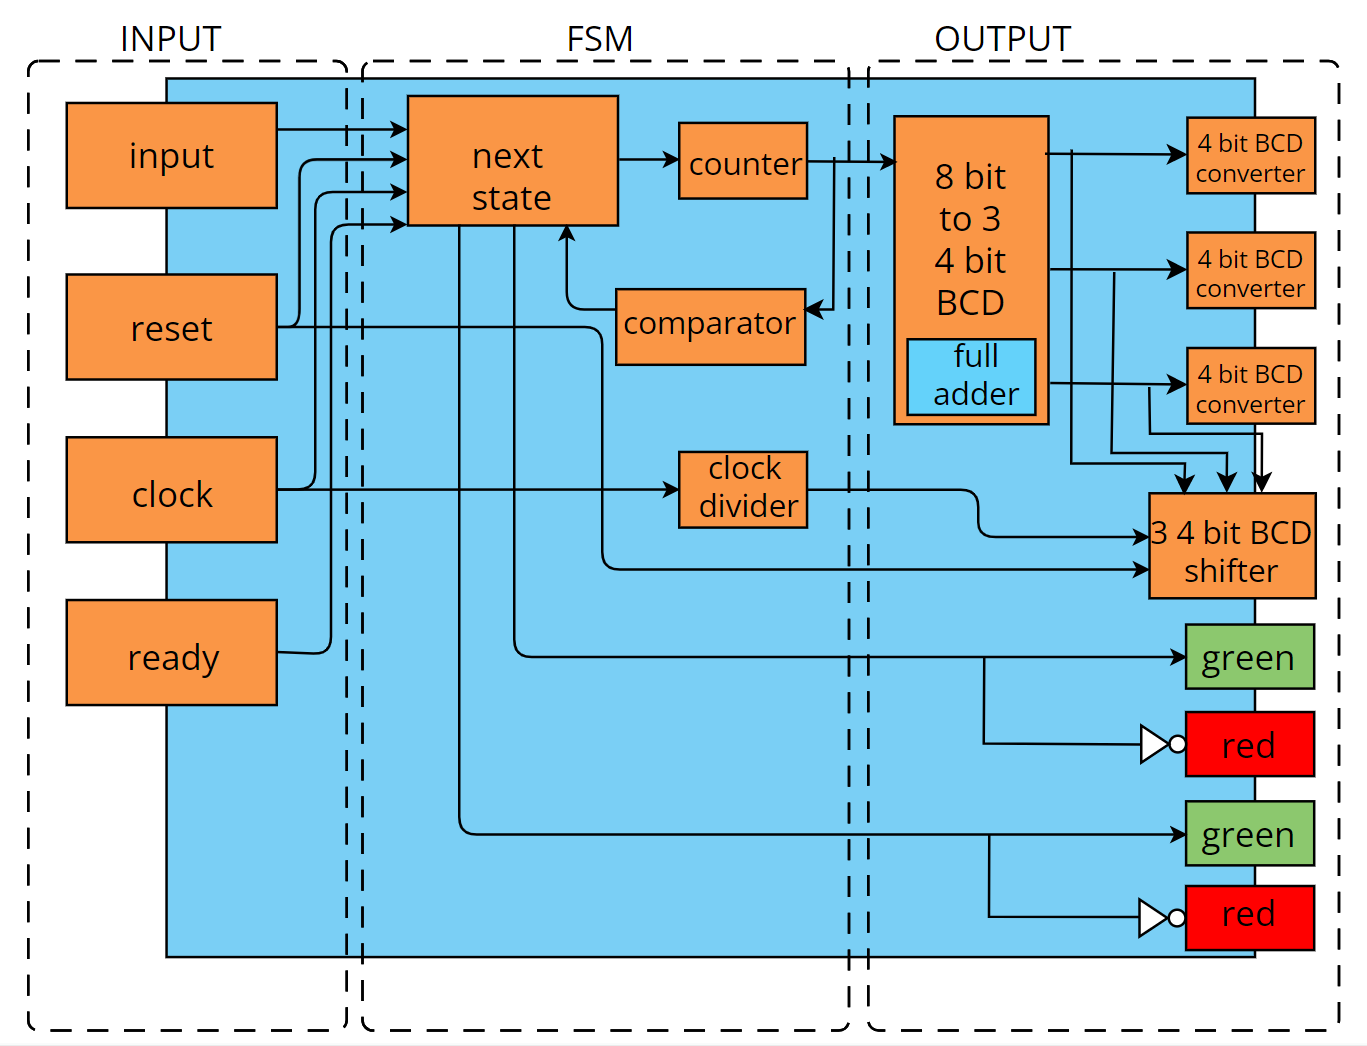 INPUT
FSM
OUTPUT
input
reset
clock
ready
next
state
counter
comparator
clock
divider
8 bit
to 3
4 bit
BCD
full
adder
4 bit BCD
converter
4 bit BCD
converter
4 bit BCD
converter
3 4 bit BCD
shifter
green
red
green
red